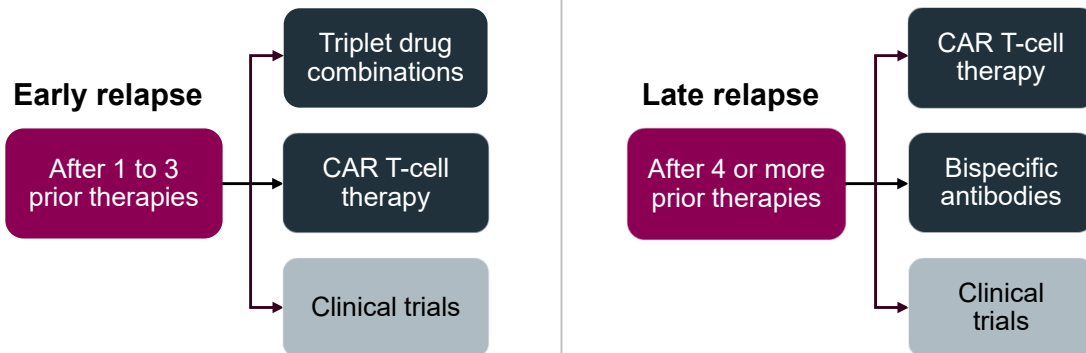 Early relapse
After 1 to 3
prior therapies
Triplet drug
combinations
CAR T-cell
therapy
Clinical trials
Late relapse
After 4 or more
prior therapies
CAR T-cell
therapy
Bispecific
antibodies
Clinical
trials